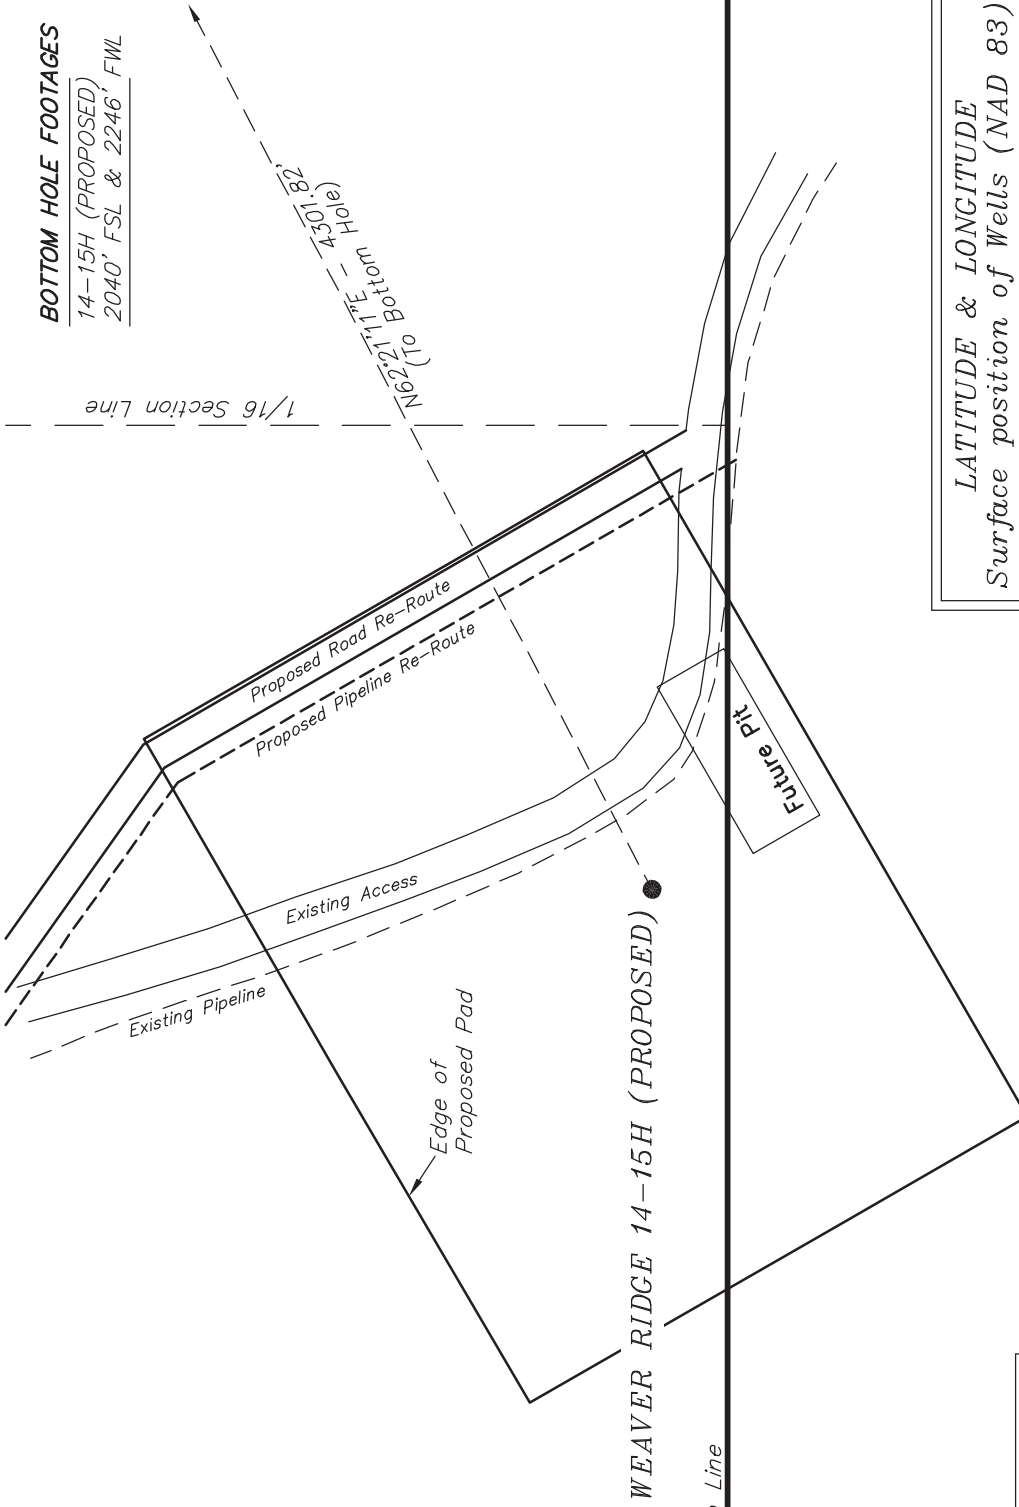 BOTTOM HOLE FOOTAGES
14-15H (PROPOSED)
2040' FSL & 2246' FWL
1/16 Section Line
N62°21'11"E - 4301.82'
(To Bottom Hole)
Proposed Road Re-Route
Proposed Pipeline Re-Route
Existing Access
Existing Pipeline
Edge of
Proposed Pad
Future Pit
WEAVER RIDGE 14-15H (PROPOSED)
Line
LATITUDE & LONGITUDE
Surface position of Wells (NAD 83)